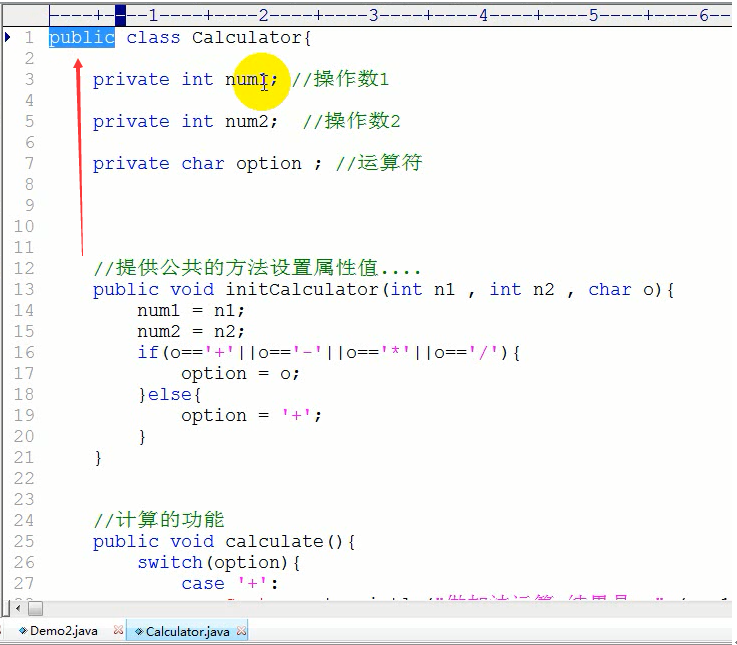 ----+----1----+----2----+----3----+----4----+----5----+----6--
1 public class Calculator{
2
3 private int num1; //操作数1
4
5 private int num2; //操作数2
6
7 private char option ; //运算符
8
9
10
11
12 //提供公共的方法设置属性值....
13 public void initCalculator(int n1 , int n2 , char o){
14 num1 = n1;
15 num2 = n2;
16 if(o=='+'||o=='-'||o=='*'||o=='/'){
17 option = o;
18 }else{
19 option = '+';
20 }
21 }
22
23
24 //计算的功能
25 public void calculate(){
26 switch(option){
27 case '+':
Demo2.java
Calculator.java